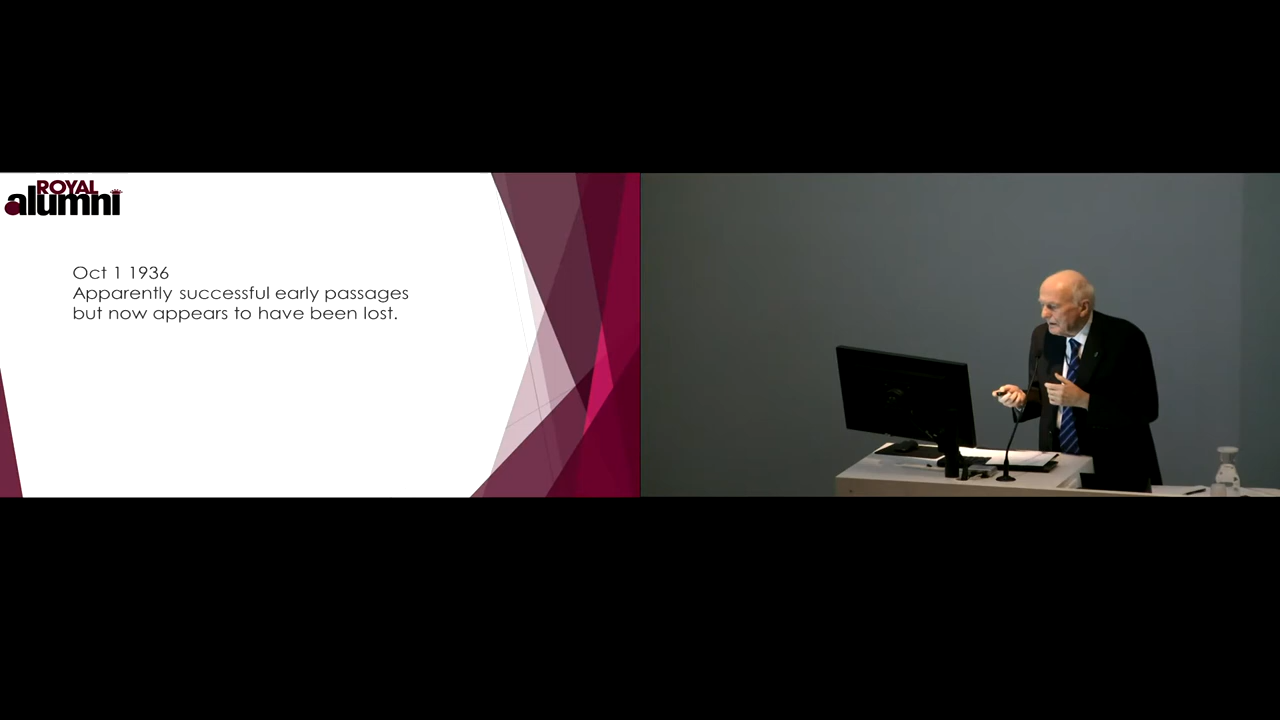 ROYAL
alumni
Oct 1 1936
Apparently successful early passages
but now appears to have been lost.